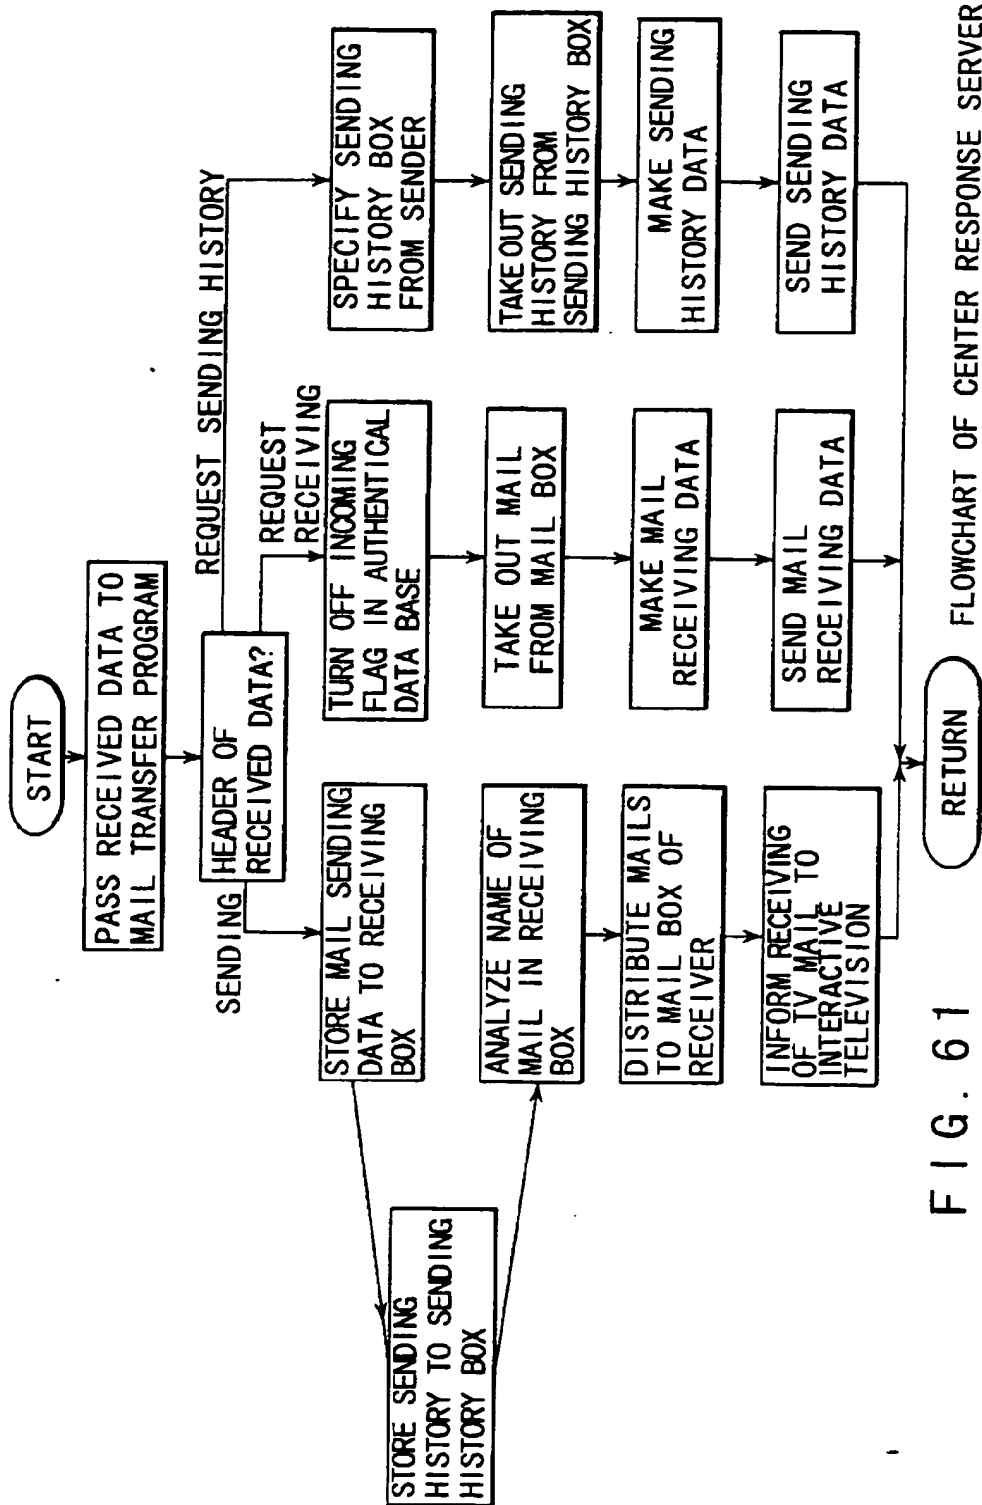 START
PASS RECEIVED DATA TO
MAIL TRANSFER PROGRAM
HEADER OF
RECEIVED DATA?
SENDING
REQUEST SENDING HISTORY
REQUEST
RECEIVING
STORE MAIL SENDING
DATA TO RECEIVING
BOX
STORE SENDING
HISTORY TO SENDING
HISTORY BOX
ANALYZE NAME OF
MAIL IN RECEIVING
BOX
DISTRIBUTE MAILS
TO MAIL BOX OF
RECEIVER
INFORM RECEIVING
OF TV MAIL TO
INTERACTIVE
TELEVISION
TURN OFF INCOMING
FLAG IN AUTHENTICAL
DATA BASE
TAKE OUT MAIL
FROM MAIL BOX
MAKE MAIL
RECEIVING DATA
SEND MAIL
RECEIVING DATA
SPECIFY SENDING
HISTORY BOX
FROM SENDER
TAKE OUT SENDING
HISTORY FROM
SENDING HISTORY BOX
MAKE SENDING
HISTORY DATA
SEND SENDING
HISTORY DATA
RETURN
FIG. 61
FLOWCHART OF CENTER RESPONSE SERVER